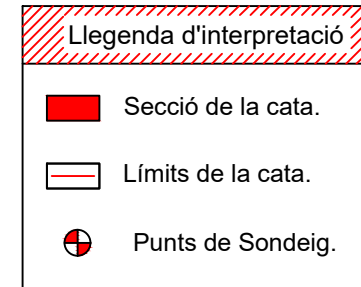 Llegenda d'interpretació
Secció de la cata.
Límits de la cata.
Punts de Sondeig.